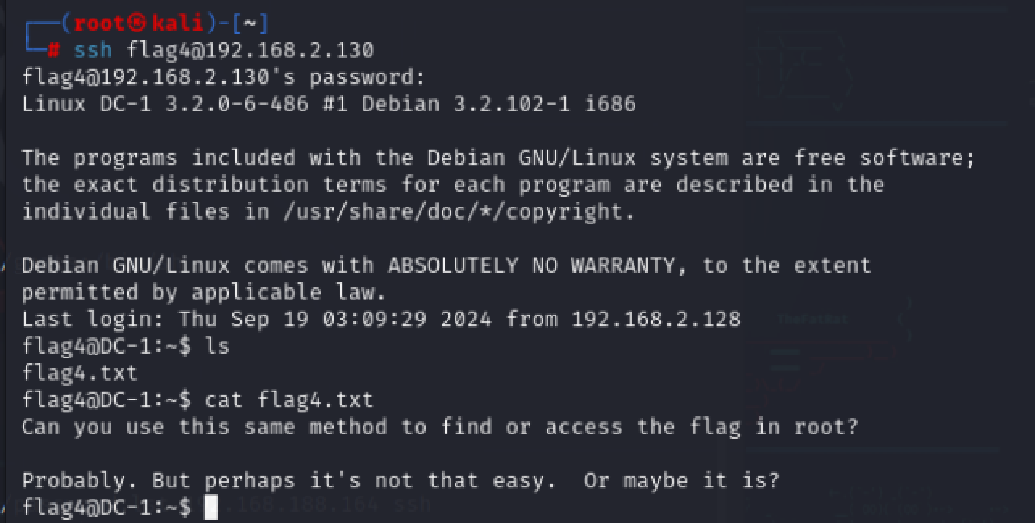 ┌──(root㉿kali)-[~]
└─# ssh flag4@192.168.2.130
flag4@192.168.2.130's password:
Linux DC-1 3.2.0-6-486 #1 Debian 3.2.102-1 i686
The programs included with the Debian GNU/Linux system are free software;
the exact distribution terms for each program are described in the
individual files in /usr/share/doc/*/copyright.
Debian GNU/Linux comes with ABSOLUTELY NO WARRANTY, to the extent
permitted by applicable law.
Last login: Thu Sep 19 03:09:29 2024 from 192.168.2.128
flag4@DC-1:~$ ls
flag4.txt
flag4@DC-1:~$ cat flag4.txt
Can you use this same method to find or access the flag in root?
Probably. But perhaps it's not that easy.  Or maybe it is?
flag4@DC-1:~$ .168.188.164 ssh